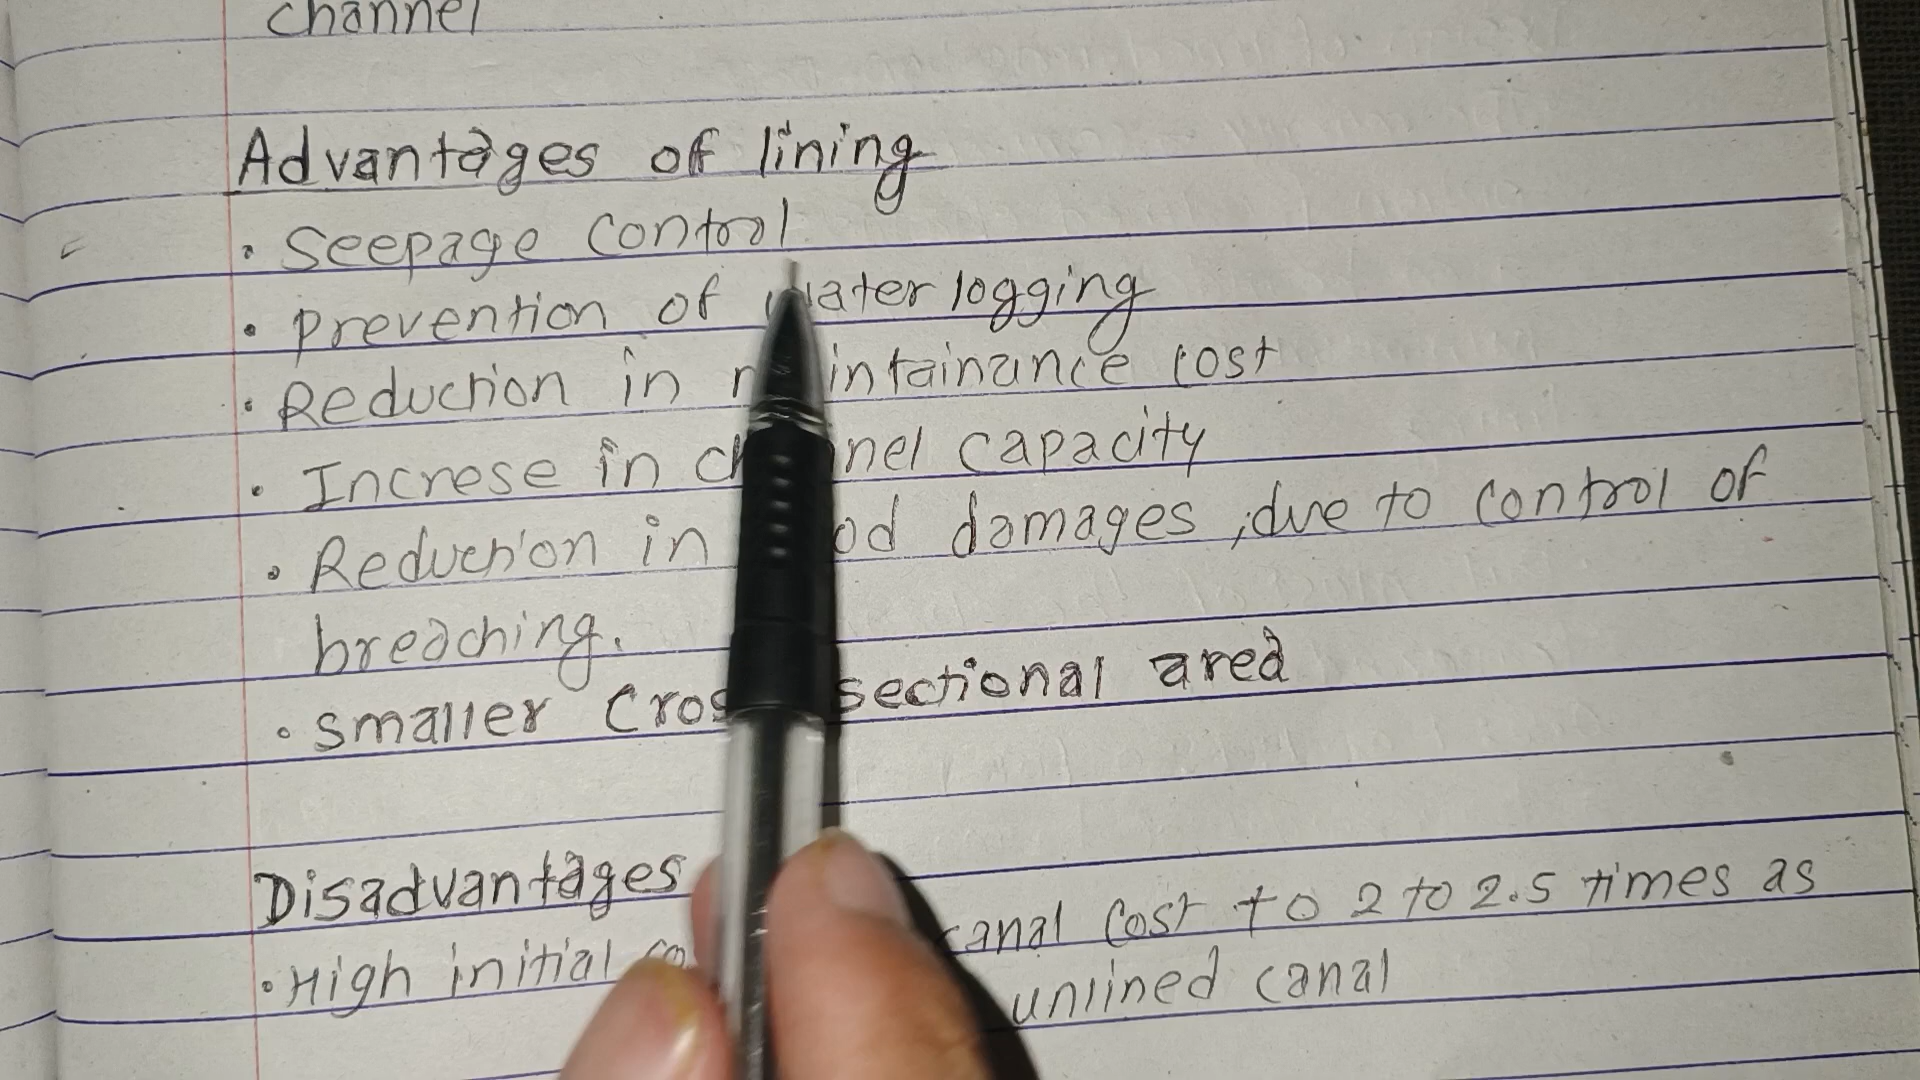 channel
Advantages of lining
• Seepage control
• prevention of water logging
• Reduction in intainance cost
• Increse in nel capacity
• Reduction in od damages, due to control of
breaching.
• smaller Cros sectional area
Disadvantages
• High initial canal cost to 2 to 2.5 times as
unlined canal